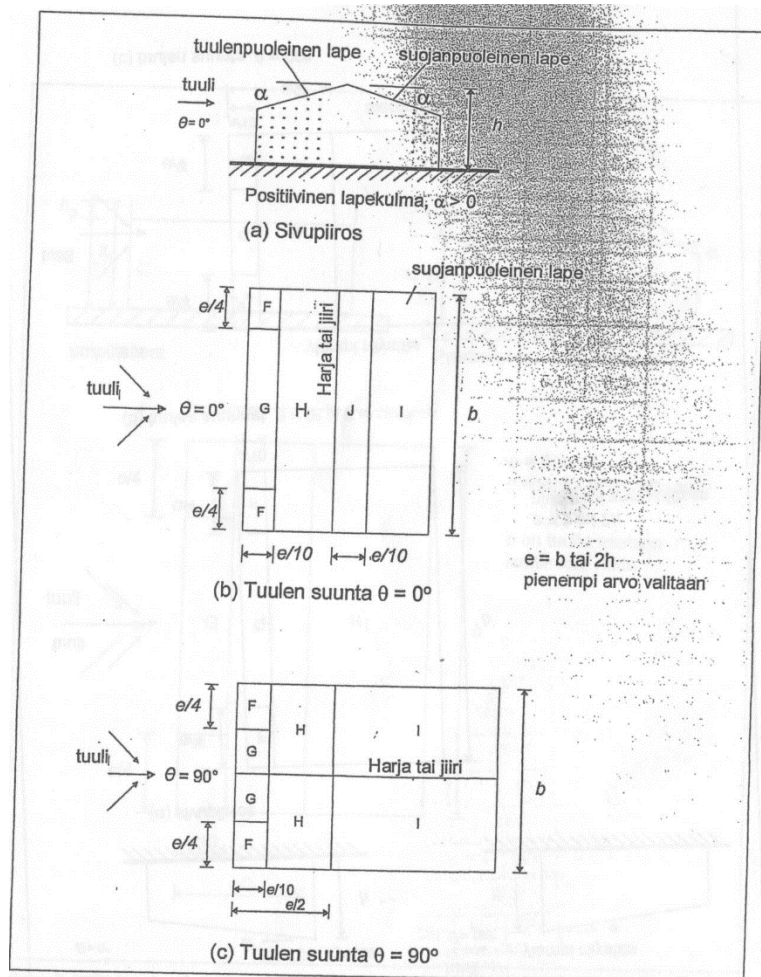 tuulenpuoleinen lape
suojanpuoleinen lape
tuuli
θ= 0°
α
α
h
Positiivinen lapekulma, α > 0
(a) Sivupiiros
suojanpuoleinen lape
e/4
F
Harja tai jiiri
tuuli
θ = 0°
G
H
J
I
b
e/4
F
e/10
e/10
e = b tai 2h
pienempi arvo valitaan
(b) Tuulen suunta θ = 0º
e/4
F
H
I
G
tuuli
θ = 90°
Harja tai jiiri
b
G
H
I
e/4
F
e/10
e/2
(c) Tuulen suunta θ = 90º